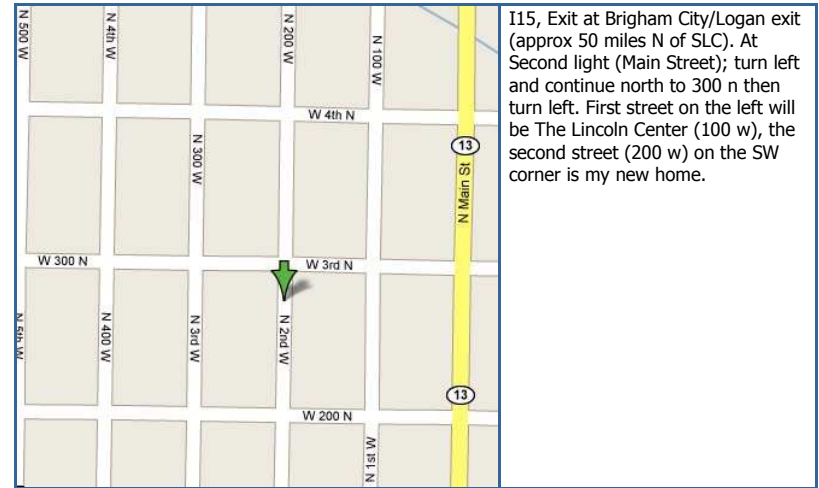 N 500 W
N 4th W
N 200 W
N 100 W
W 4th N
N 300 W
13
N Main St
W 300 N
W 3rd N
N 5th W
N 400 W
N 3rd W
N 2nd W
13
W 200 N
N 1st W
I15, Exit at Brigham City/Logan exit
(approx 50 miles N of SLC). At
Second light (Main Street); turn left
and continue north to 300 n then
turn left. First street on the left will
be The Lincoln Center (100 w), the
second street (200 w) on the SW
corner is my new home.